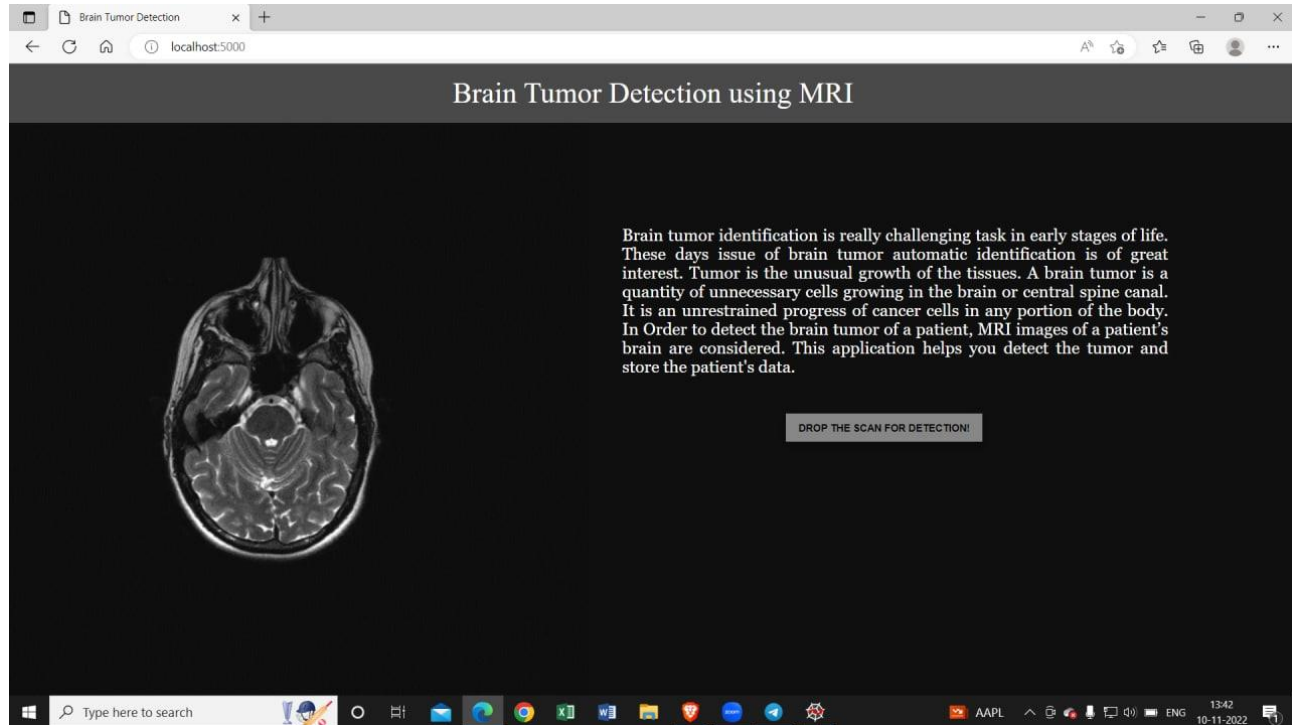 Brain Tumor Detection
localhost:5000
Brain Tumor Detection using MRI
Brain tumor identification is really challenging task in early stages of life.
These days issue of brain tumor automatic identification is of great
interest. Tumor is the unusual growth of the tissues. A brain tumor is a
quantity of unnecessary cells growing in the brain or central spine canal.
It is an unrestrained progress of cancer cells in any portion of the body.
In Order to detect the brain tumor of a patient, MRI images of a patient's
brain are considered. This application helps you detect the tumor and
store the patient's data.
DROP THE SCAN FOR DETECTION!
Type here to search
AAPL
ENG
13:42
10-11-2022